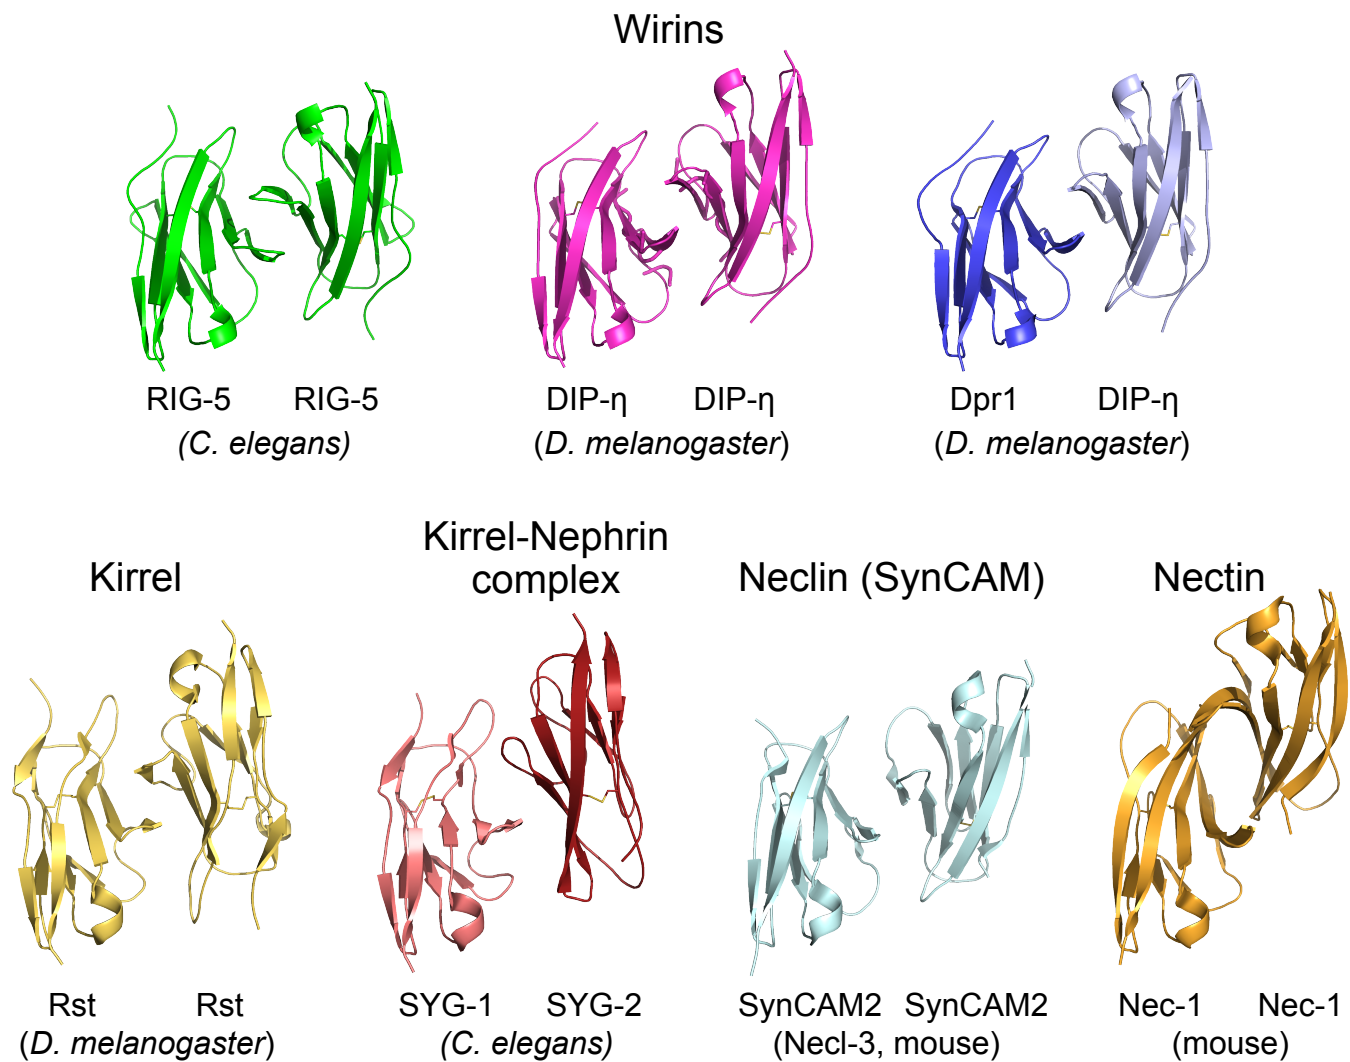 Wirins
RIG-5 RIG-5
(C. elegans)
DIP-η DIP-η
(D. melanogaster)
Dpr1 DIP-η
(D. melanogaster)
Kirrel
Rst Rst
(D. melanogaster)
Kirrel-Nephrin
complex
SYG-1 SYG-2
(C. elegans)
Neclin (SynCAM)
SynCAM2 SynCAM2
(Necl-3, mouse)
Nectin
Nec-1 Nec-1
(mouse)